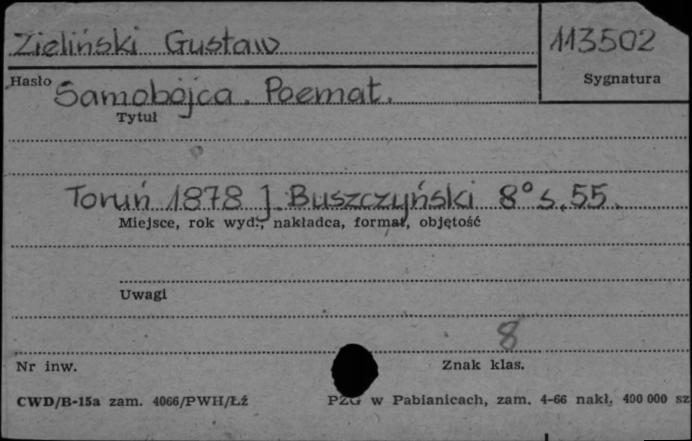 Zieliński Gustaw 113502
Hasło Sygnatura
Samobójca. Poemat.
Tytuł
Toruń 1878 J. Buszczyński 8° s. 55.
Miejsce, rok wyd., nakładca, format, objętość
Uwagi
8
Nr inw. Znak klas.
CWD/B-15a zam. 4066/PWH/Łź PZG w Pabianicach, zam. 4-66 nakł. 400 000 sz